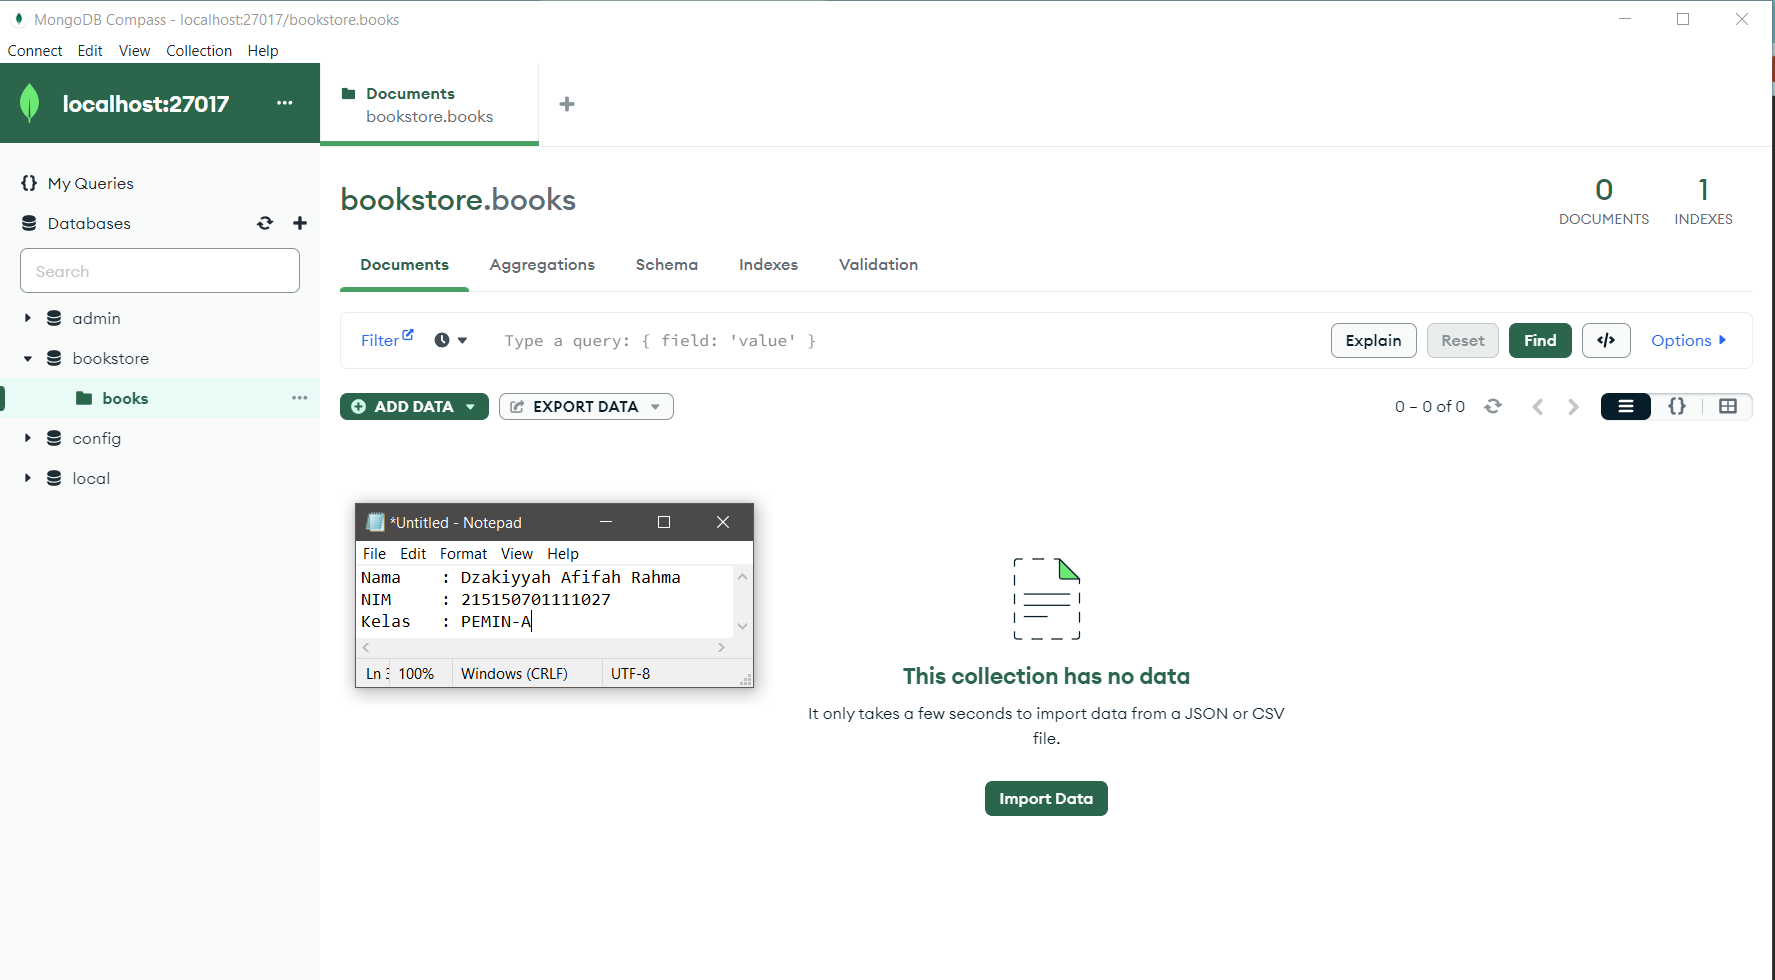 MongoDB Compass - localhost:27017/bookstore.books
Connect Edit View Collection Help
localhost:27017 ...
Documents
bookstore.books
+
{} My Queries
Databases
Search
admin
bookstore
books ...
config
local
bookstore.books
0 DOCUMENTS
1 INDEXES
Documents Aggregations Schema Indexes Validation
Filter Type a query: { field: 'value' } Explain Reset Find </> Options
ADD DATA EXPORT DATA 0 – 0 of 0 {}
*Untitled - Notepad
File Edit Format View Help
Nama : Dzakiyyah Afifah Rahma
NIM : 215150701111027
Kelas : PEMIN-A
Ln 100% Windows (CRLF) UTF-8
This collection has no data
It only takes a few seconds to import data from a JSON or CSV
file.
Import Data